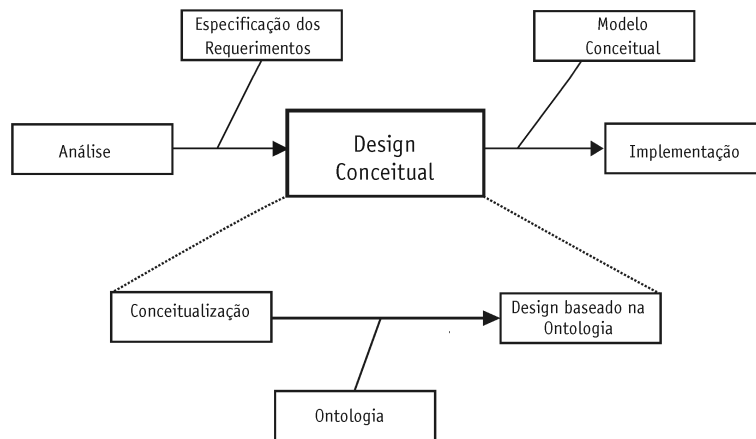 Especificação dos
Requerimentos
Modelo
Conceitual
Análise
Design
Conceitual
Implementação
Conceitualização
Design baseado na
Ontologia
Ontologia